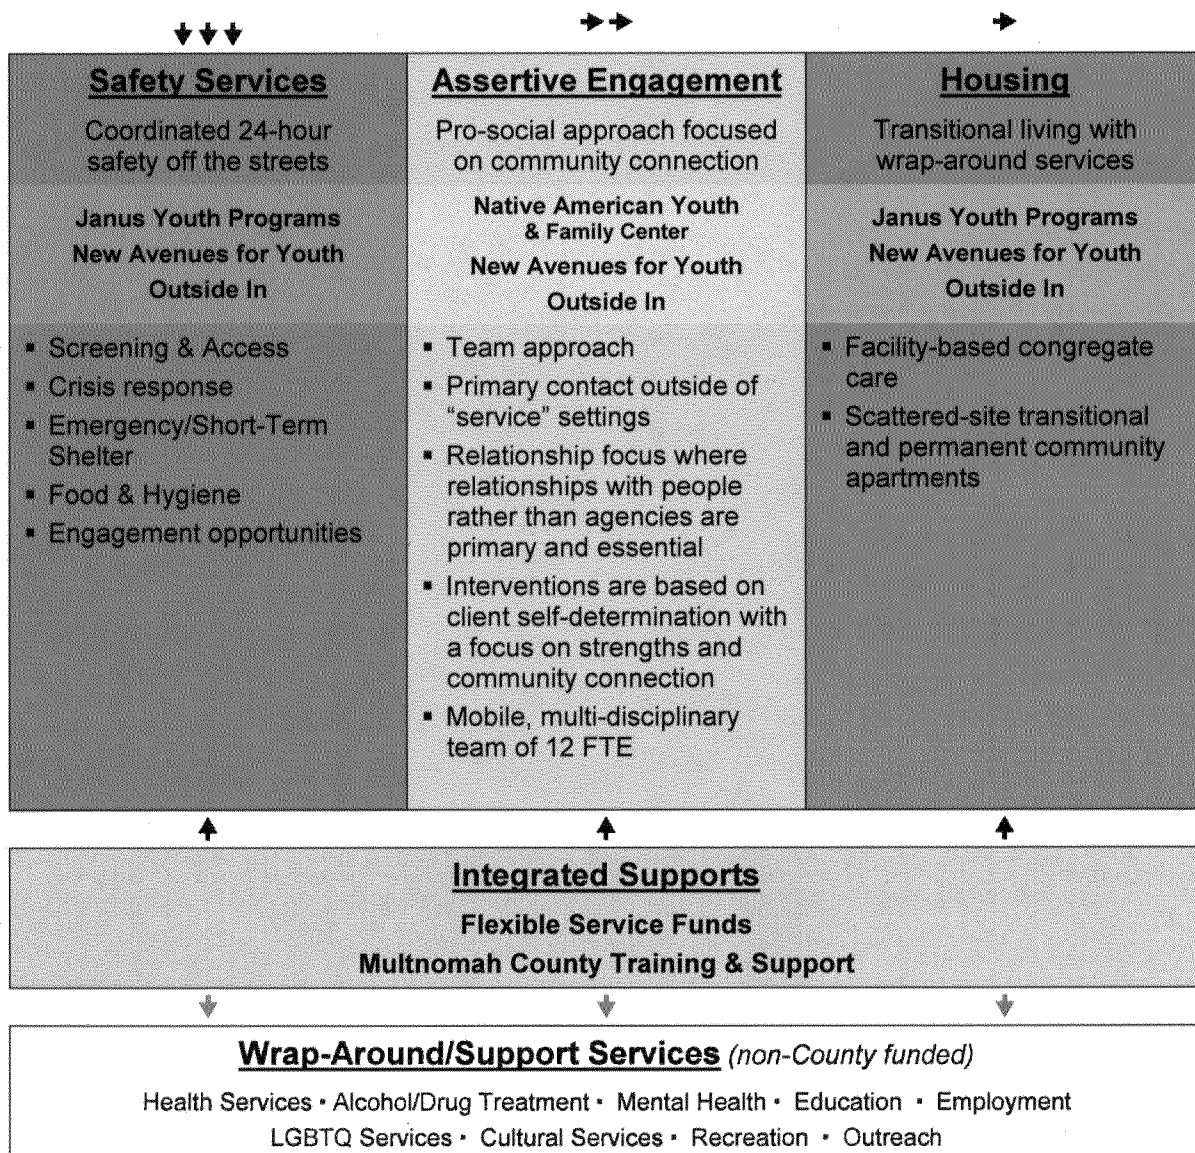 Safety Services
Coordinated 24-hour
safety off the streets
Janus Youth Programs
New Avenues for Youth
Outside In
▪ Screening & Access
▪ Crisis response
▪ Emergency/Short-Term
Shelter
▪ Food & Hygiene
▪ Engagement opportunities
Assertive Engagement
Pro-social approach focused
on community connection
Native American Youth
& Family Center
New Avenues for Youth
Outside In
▪ Team approach
▪ Primary contact outside of
"service" settings
▪ Relationship focus where
relationships with people
rather than agencies are
primary and essential
▪ Interventions are based on
client self-determination with
a focus on strengths and
community connection
▪ Mobile, multi-disciplinary
team of 12 FTE
Housing
Transitional living with
wrap-around services
Janus Youth Programs
New Avenues for Youth
Outside In
▪ Facility-based congregate
care
▪ Scattered-site transitional
and permanent community
apartments
Integrated Supports
Flexible Service Funds
Multnomah County Training & Support
Wrap-Around/Support Services (non-County funded)
Health Services ▪ Alcohol/Drug Treatment ▪ Mental Health ▪ Education ▪ Employment
LGBTQ Services ▪ Cultural Services ▪ Recreation ▪ Outreach